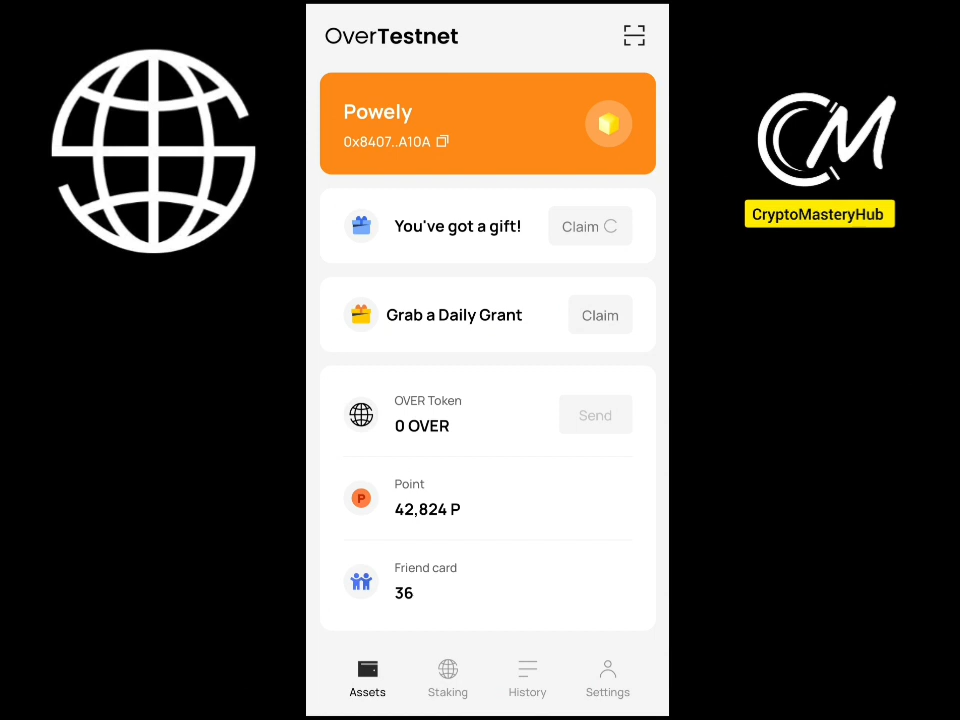 OverTestnet
Powely
0x8407..A10A
You've got a gift!
Claim
Grab a Daily Grant
Claim
OVER Token
0 OVER
Send
Point
P
42,824 P
Friend card
36
Assets
Staking
History
Settings
CM
CryptoMasteryHub